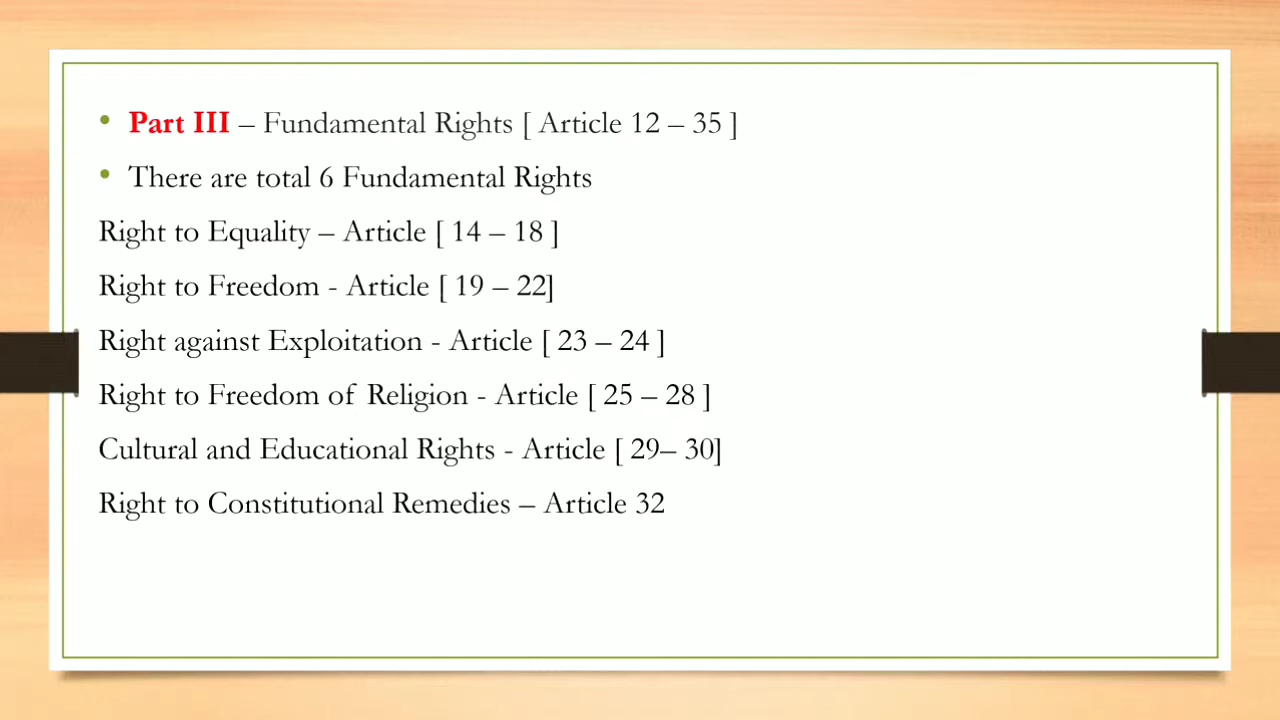 • Part III – Fundamental Rights [ Article 12 – 35 ]
• There are total 6 Fundamental Rights
Right to Equality – Article [ 14 – 18 ]
Right to Freedom - Article [ 19 – 22]
Right against Exploitation - Article [ 23 – 24 ]
Right to Freedom of Religion - Article [ 25 – 28 ]
Cultural and Educational Rights - Article [ 29– 30]
Right to Constitutional Remedies – Article 32